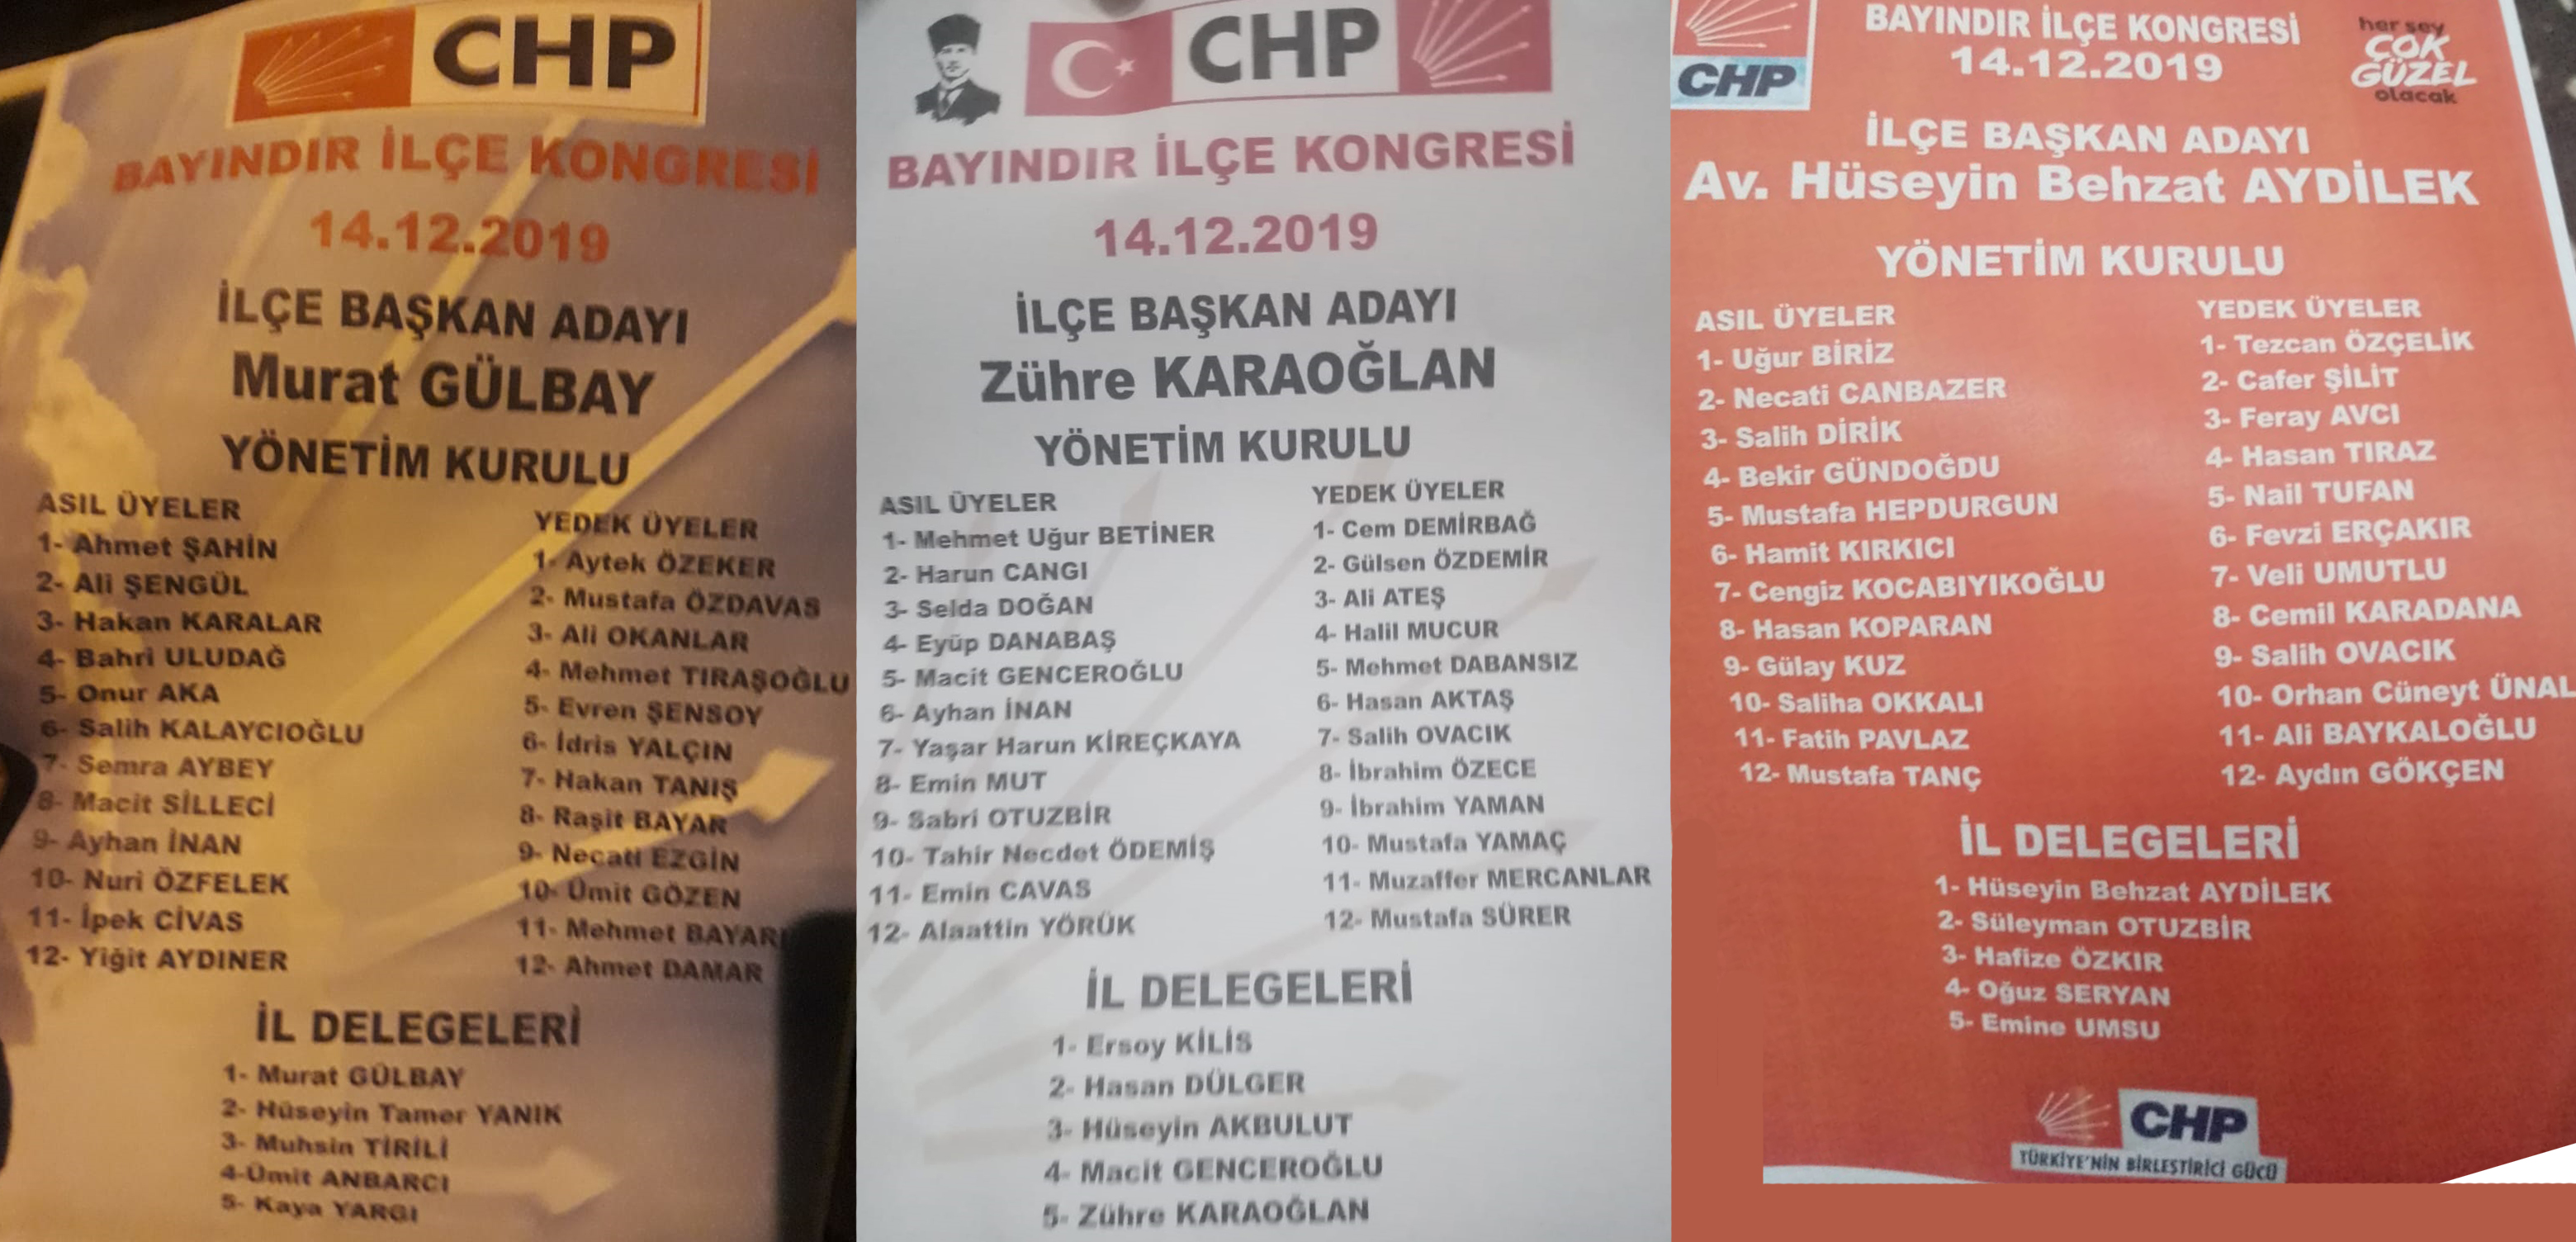 CHP
BAYINDIR İLÇE KONGRESİ
14.12.2019
İLÇE BAŞKAN ADAYI
Murat GÜLBAY
YÖNETİM KURULU
ASIL ÜYELER
1- Ahmet ŞAHİN
2- Ali ŞENGÜL
3- Hakan KARALAR
4- Bahri ULUDAĞ
5- Onur AKA
6- Salih KALAYCIOĞLU
7- Semra AYBEY
8- Macit SİLLECİ
9- Ayhan İNAN
10- Nuri ÖZFELEK
11- İpek CİVAS
12- Yiğit AYDINER
YEDEK ÜYELER
1- Aytek ÖZEKER
2- Mustafa ÖZDAVAS
3- Ali OKANLAR
4- Mehmet TIRAŞOĞLU
5- Evren ŞENSOY
6- İdris YALÇIN
7- Hakan TANIŞ
8- Raşit BAYAR
9- Necati EZGİN
10- Ümit GÖZEN
11- Mehmet BAYAR
12- Ahmet DAMAR
İL DELEGELERİ
1- Murat GÜLBAY
2- Hüseyin Tamer YANIK
3- Muhsin TİRİLİ
4-Ümit ANBARCI
5- Kaya YARGI
CHP
BAYINDIR İLÇE KONGRESİ
14.12.2019
İLÇE BAŞKAN ADAYI
Zühre KARAOĞLAN
YÖNETİM KURULU
ASIL ÜYELER
1- Mehmet Uğur BETİNER
2- Harun CANGI
3- Selda DOĞAN
4- Eyüp DANABAŞ
5- Macit GENCEROĞLU
6- Ayhan İNAN
7- Yaşar Harun KİREÇKAYA
8- Emin MUT
9- Sabri OTUZBİR
10- Tahir Necdet ÖDEMİŞ
11- Emin CAVAS
12- Alaattin YÖRÜK
YEDEK ÜYELER
1- Cem DEMİRBAĞ
2- Gülsen ÖZDEMİR
3- Ali ATEŞ
4- Halil MUCUR
5- Mehmet DABANSIZ
6- Hasan AKTAŞ
7- Salih OVACIK
8- İbrahim ÖZECE
9- İbrahim YAMAN
10- Mustafa YAMAÇ
11- Muzaffer MERCANLAR
12- Mustafa SÜRER
İL DELEGELERİ
1- Ersoy KİLİS
2- Hasan DÜLGER
3- Hüseyin AKBULUT
4- Macit GENCEROĞLU
5- Zühre KARAOĞLAN
CHP
BAYINDIR İLÇE KONGRESİ
14.12.2019
her şey
ÇOK
GÜZEL
olacak
İLÇE BAŞKAN ADAYI
Av. Hüseyin Behzat AYDİLEK
YÖNETİM KURULU
ASIL ÜYELER
1- Uğur BİRİZ
2- Necati CANBAZER
3- Salih DİRİK
4- Bekir GÜNDOĞDU
5- Mustafa HEPDURGUN
6- Hamit KIRKICI
7- Cengiz KOCABIYIKOĞLU
8- Hasan KOPARAN
9- Gülay KUZ
10- Saliha OKKALI
11- Fatih PAVLAZ
12- Mustafa TANÇ
YEDEK ÜYELER
1- Tezcan ÖZÇELİK
2- Cafer ŞİLİT
3- Feray AVCI
4- Hasan TIRAZ
5- Nail TUFAN
6- Fevzi ERÇAKIR
7- Veli UMUTLU
8- Cemil KARADANA
9- Salih OVACIK
10- Orhan Cüneyt ÜNAL
11- Ali BAYKALOĞLU
12- Aydın GÖKÇEN
İL DELEGELERİ
1- Hüseyin Behzat AYDİLEK
2- Süleyman OTUZBİR
3- Hafize ÖZKIR
4- Oğuz SERYAN
5- Emine UMSU
CHP
TÜRKİYE'NİN BİRLEŞTİRİCİ GÜCÜ